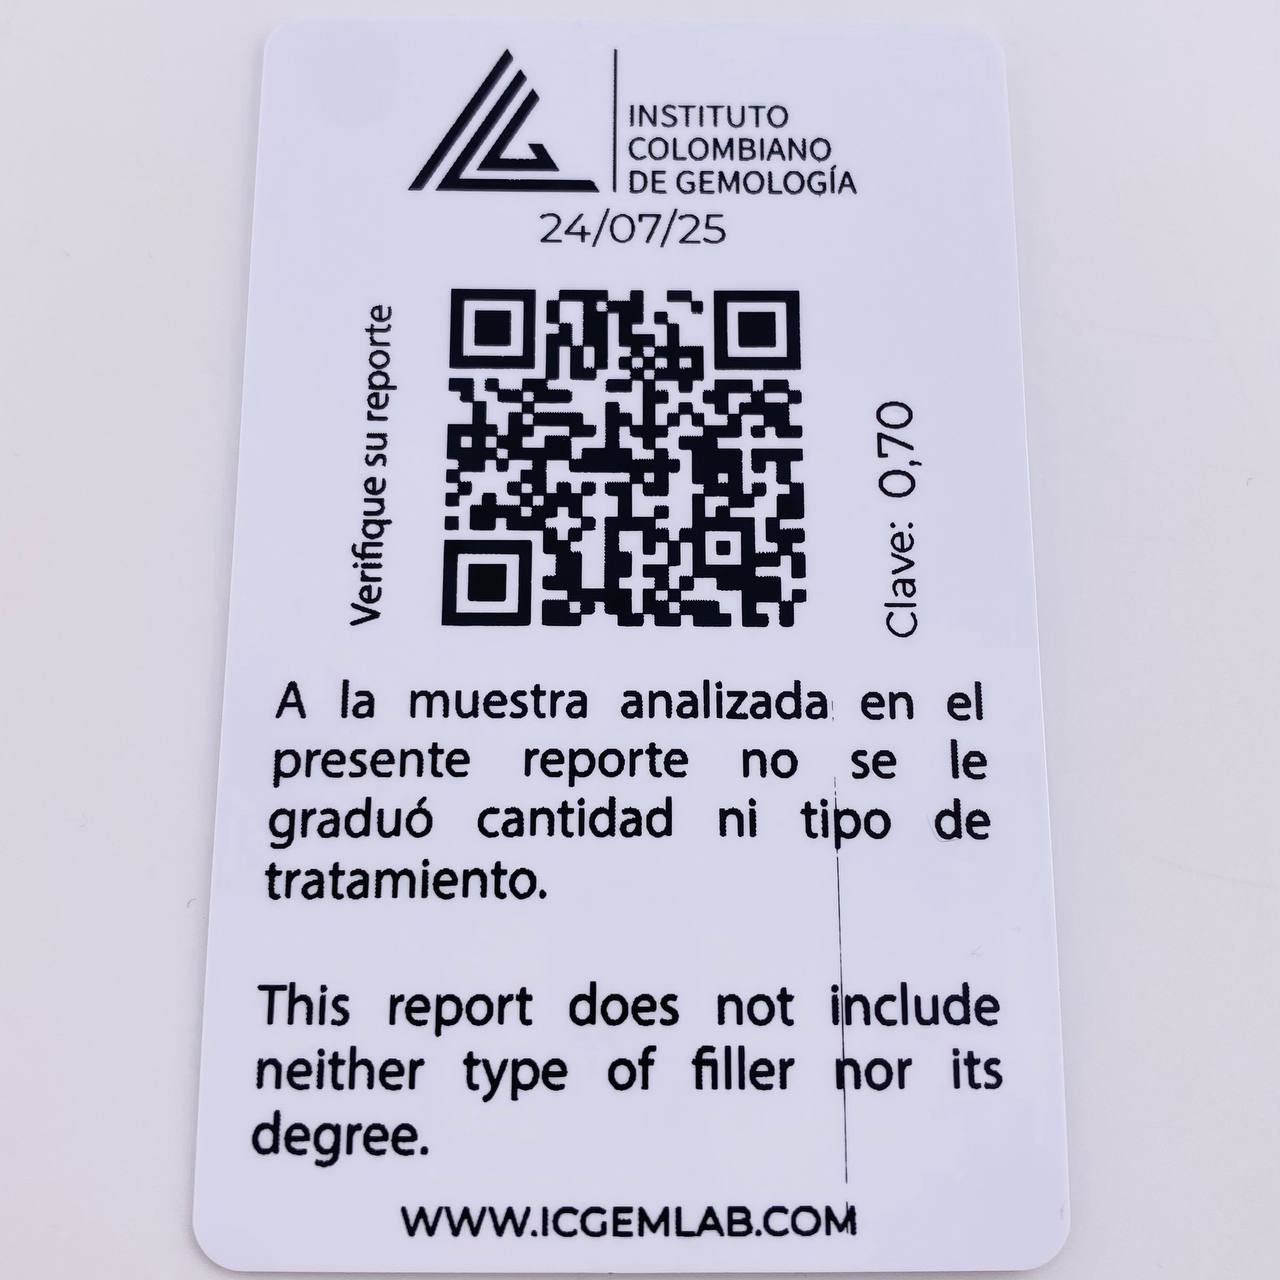 INSTITUTO
COLOMBIANO
DE GEMOLOGÍA
24/07/25
Verifique su reporte
Clave: 0,70
A la muestra analizada en el
presente reporte no se le
graduó cantidad ni tipo de
tratamiento.
This report does not include
neither type of filler nor its
degree.
WWW.ICGEMLAB.COM